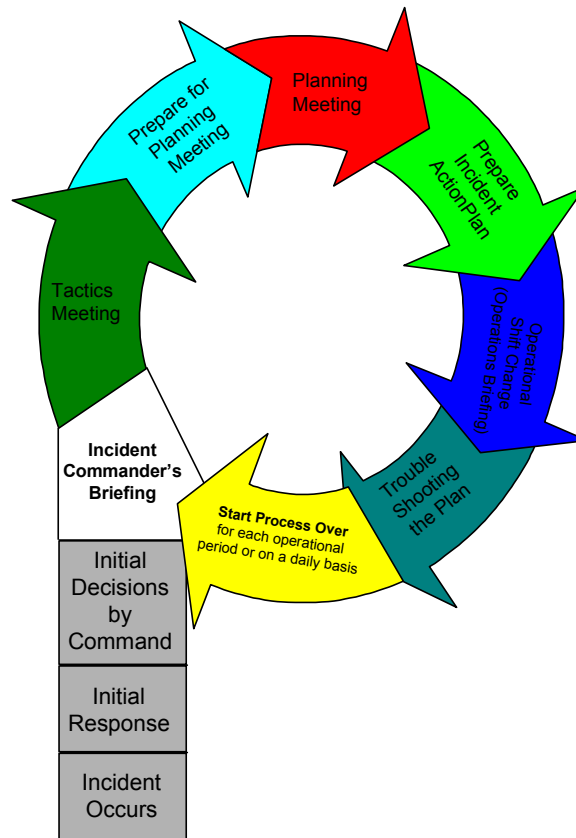 Incident
Occurs
Initial
Response
Initial
Decisions
by
Command
Incident
Commander's
Briefing
Tactics
Meeting
Prepare for
Planning
Meeting
Planning
Meeting
Prepare
Incident
ActionPlan
Operational
Shift Change
(Operations Briefing)
Trouble
Shooting
the Plan
Start Process Over
for each operational
period or on a daily basis